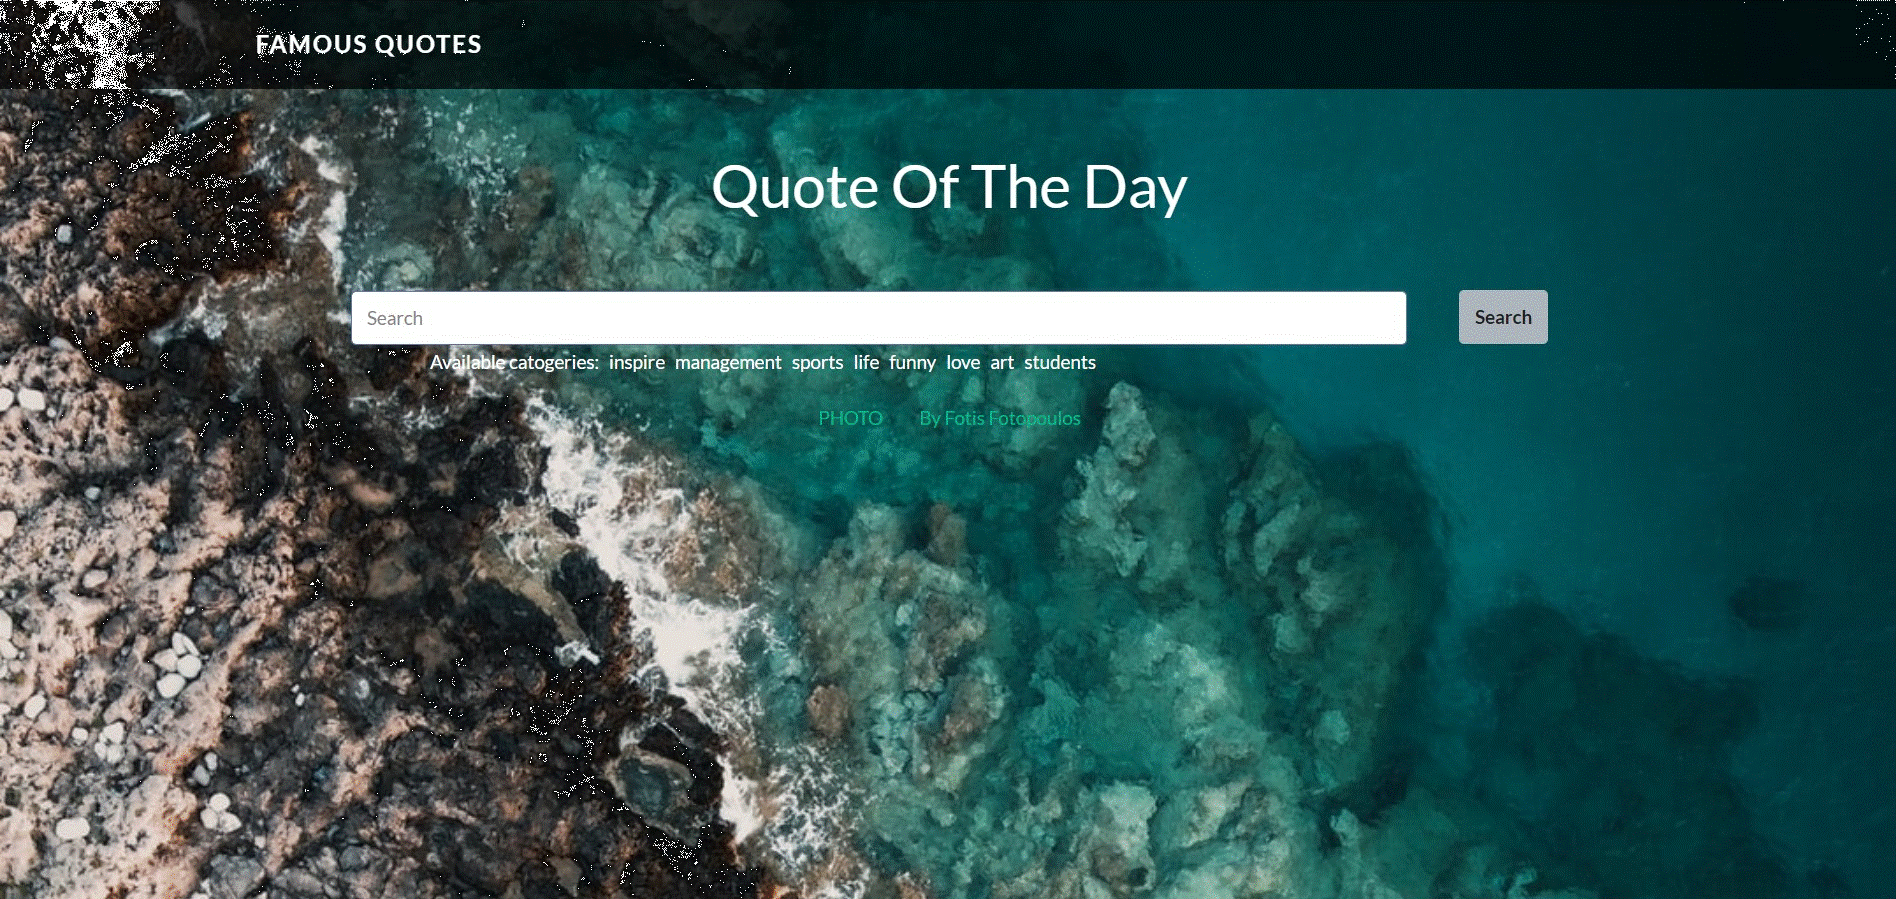 FAMOUS QUOTES
Quote Of The Day
Search Search
Available catogeries: inspire management sports life funny love art students
PHOTO By Fotis Fotopoulos